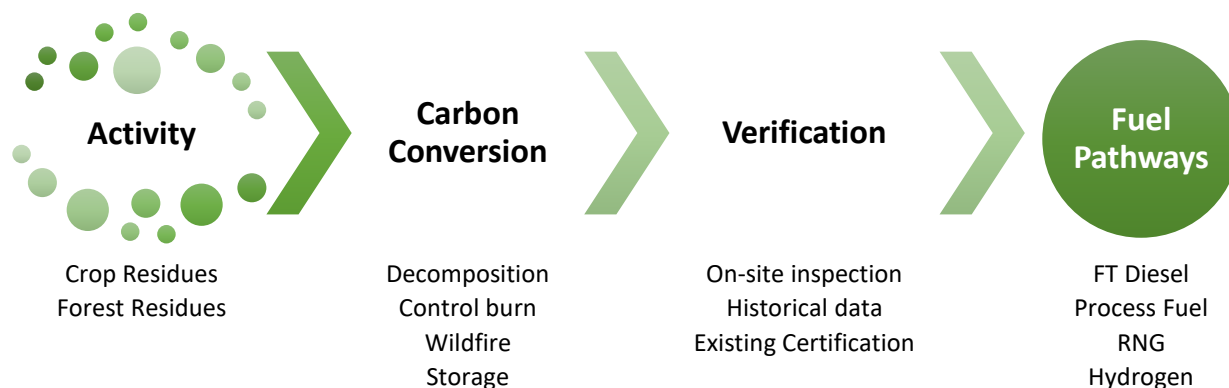 Activity
Carbon
Conversion
Verification
Fuel
Pathways
Crop Residues
Forest Residues
Decomposition
Control burn
Wildfire
Storage
On-site inspection
Historical data
Existing Certification
FT Diesel
Process Fuel
RNG
Hydrogen